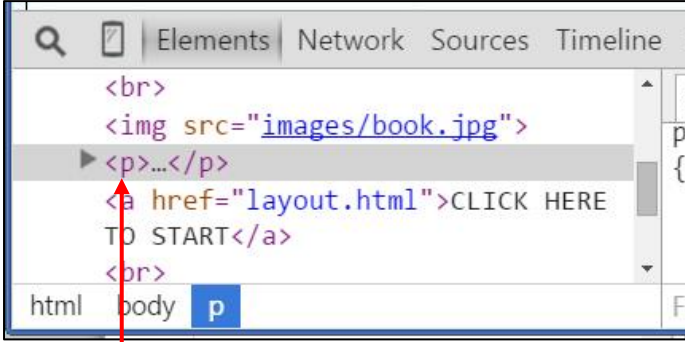 Elements Network Sources Timeline
<br>
<img src="images/book.jpg">
<p>…</p>
<a href="layout.html">CLICK HERE
TO START</a>
<br>
html body p
p
{
F